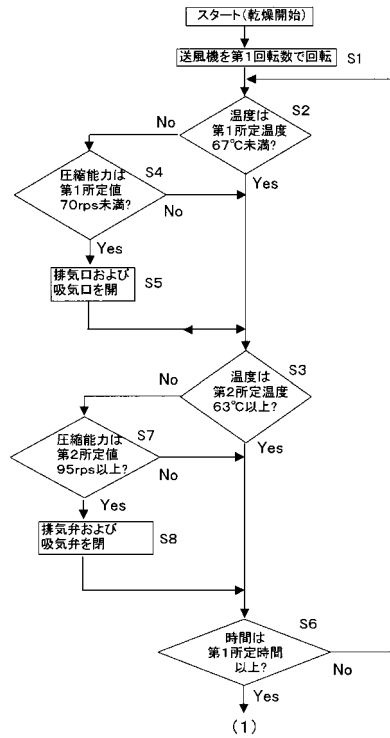 スタート(乾燥開始)
送風機を第1回転数で回転
S1
S2
温度は
第1所定温度
67℃未満?
No
Yes
S4
圧縮能力は
第1所定値
70rps未満?
No
Yes
排気口および
吸気口を開
S5
S3
温度は
第2所定温度
63℃以上?
No
Yes
S7
圧縮能力は
第2所定値
95rps以上?
No
Yes
排気弁および
吸気弁を閉
S8
S6
時間は
第1所定時間
以上?
No
Yes
(1)